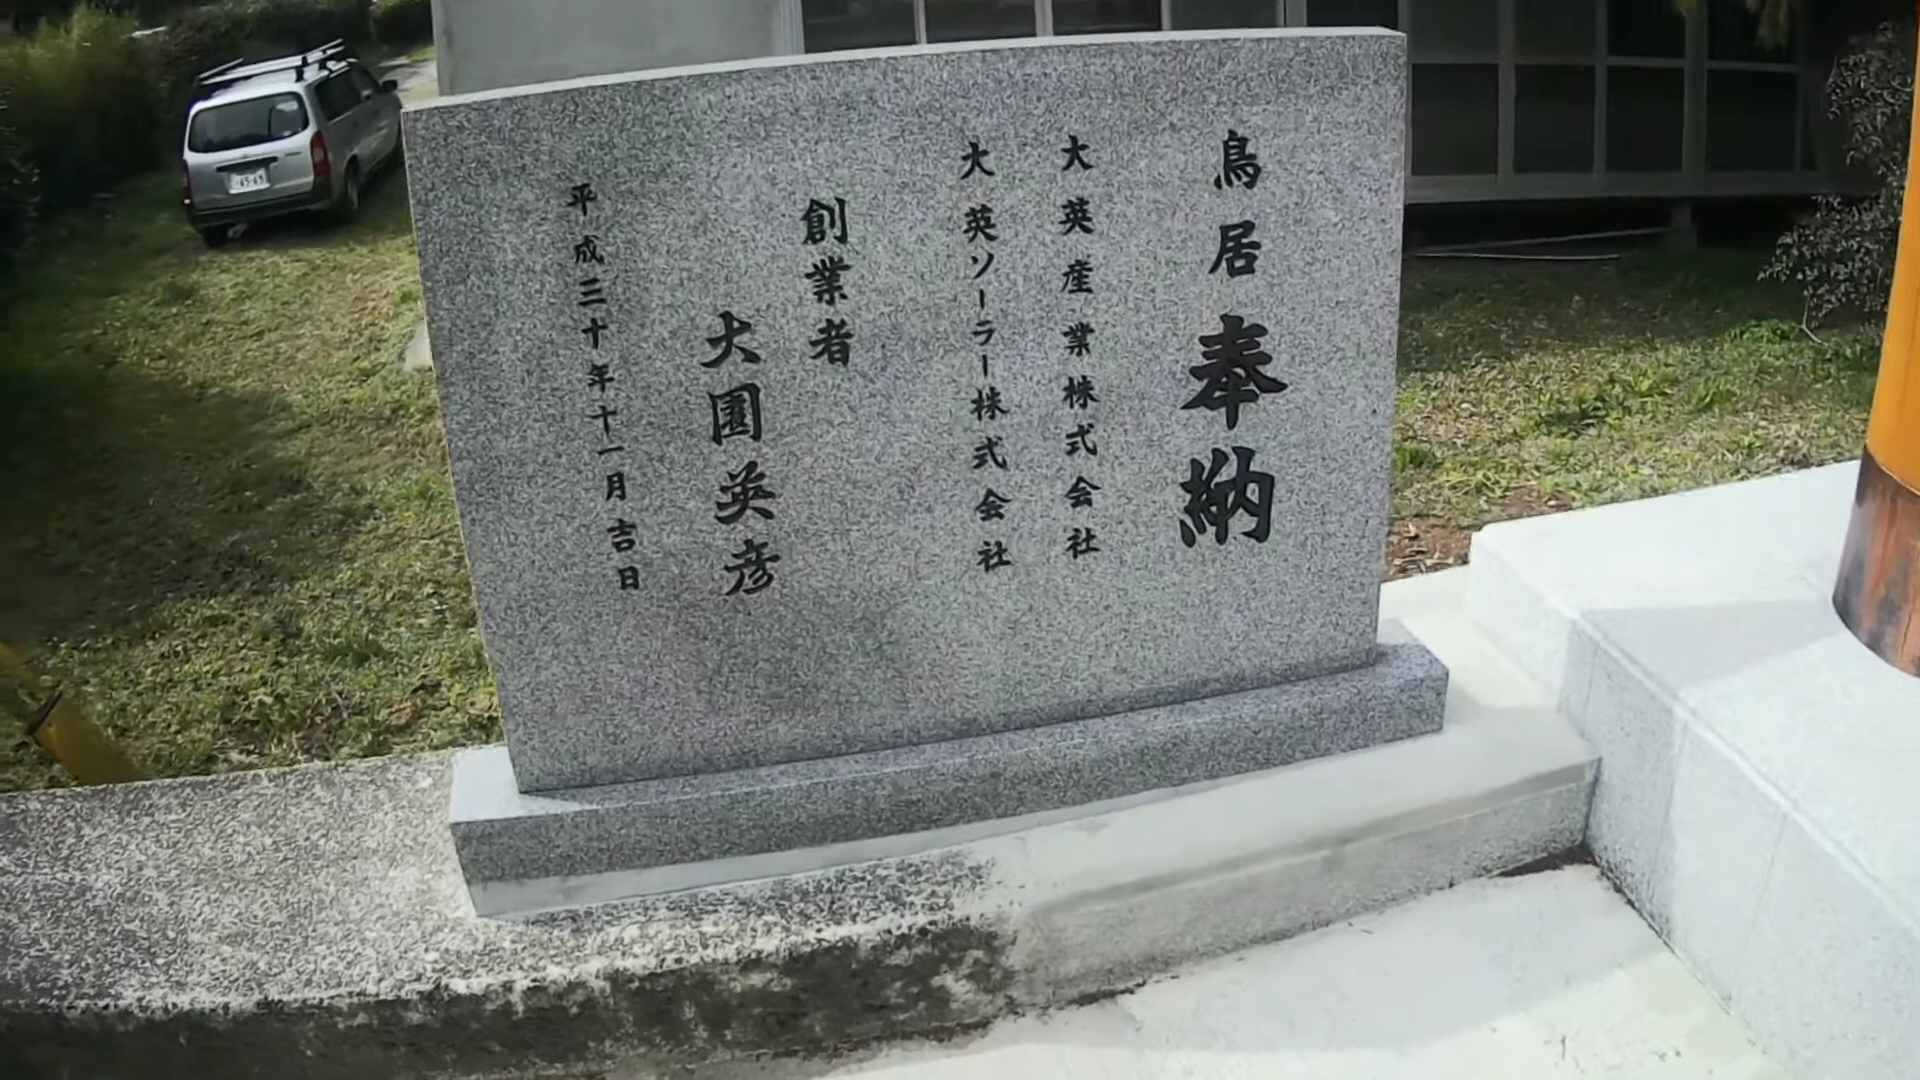 鳥居奉納
大英産業株式会社
大英ソーラー株式会社
創業者
大園英彦
平成三十年十一月吉日